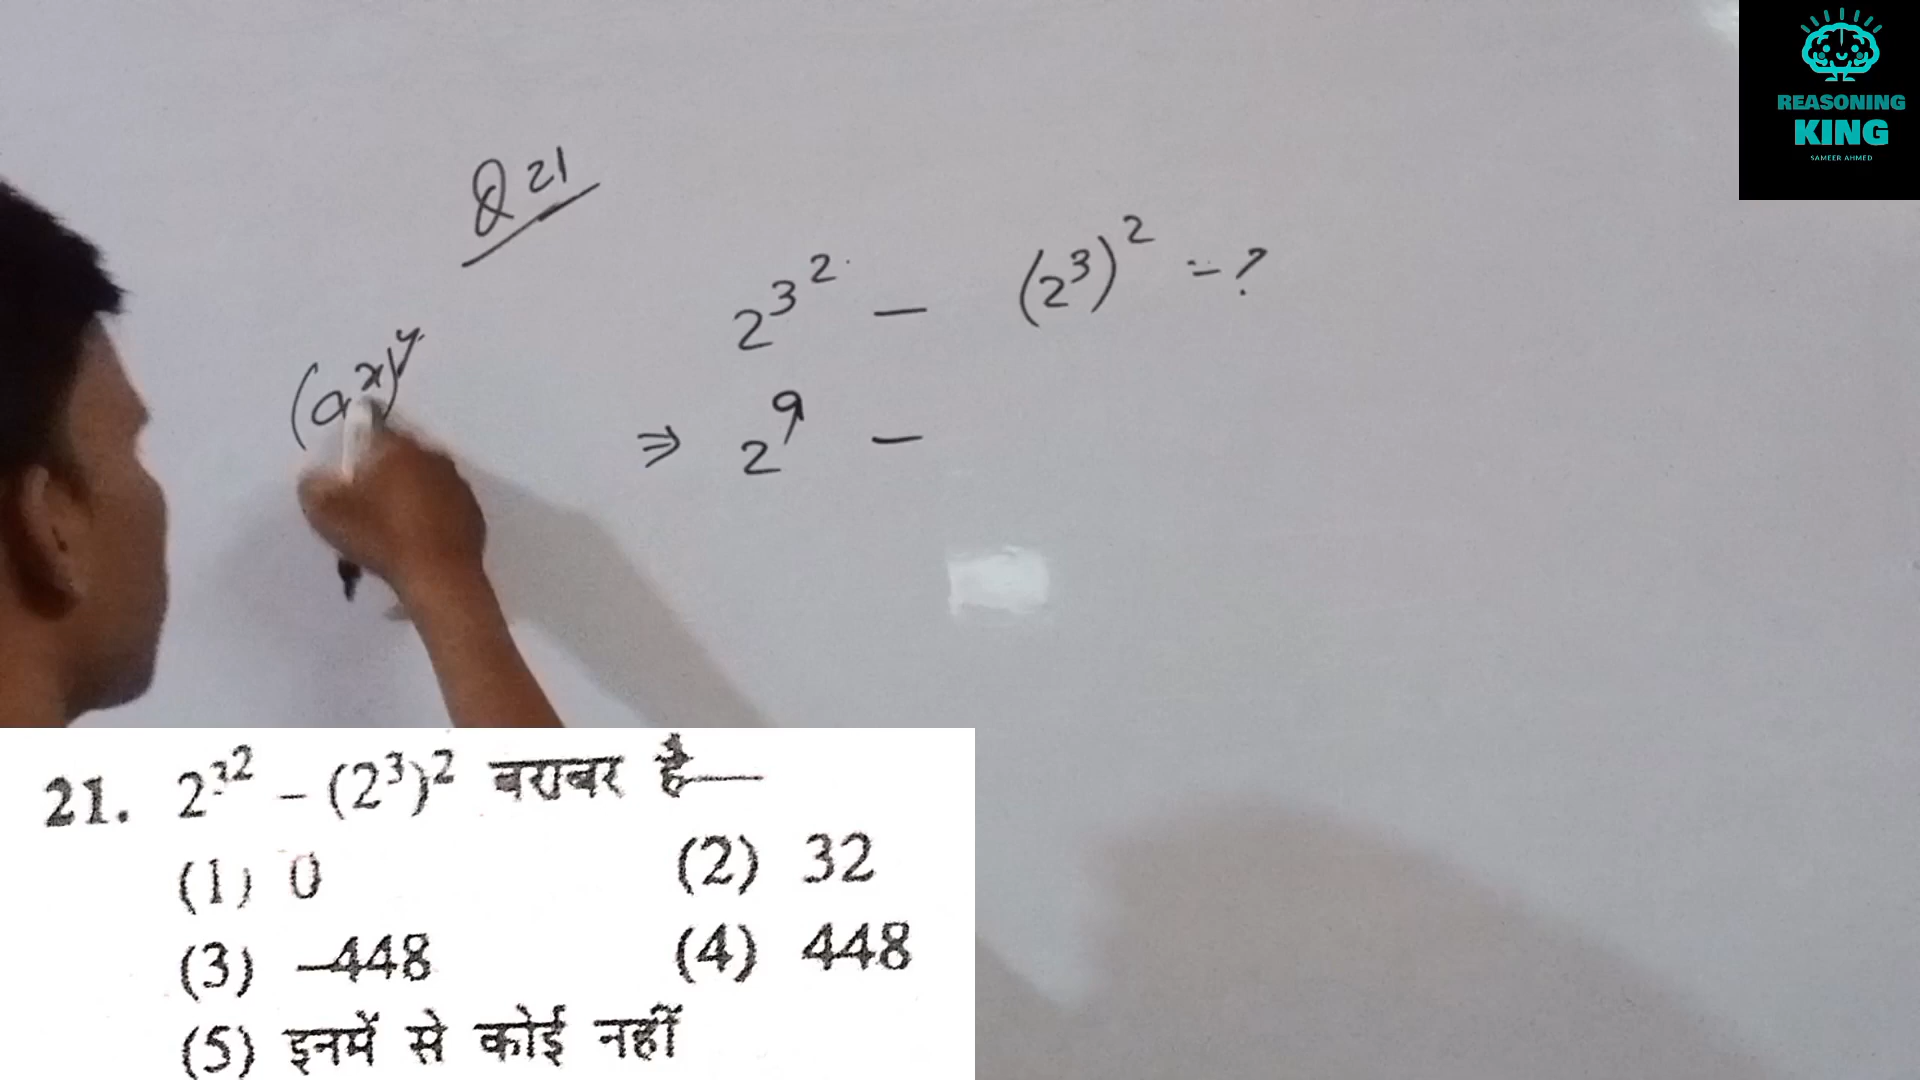 REASONING
KING
SAMEER AHMED
Q 21
2^3^2 - (2^3)^2 = ?
(a^x)^y
⇒ 2^9 -
21. 2^3^2 – (2^3)^2 बराबर है—
(1) 0 (2) 32
(3) –448 (4) 448
(5) इनमें से कोई नहीं